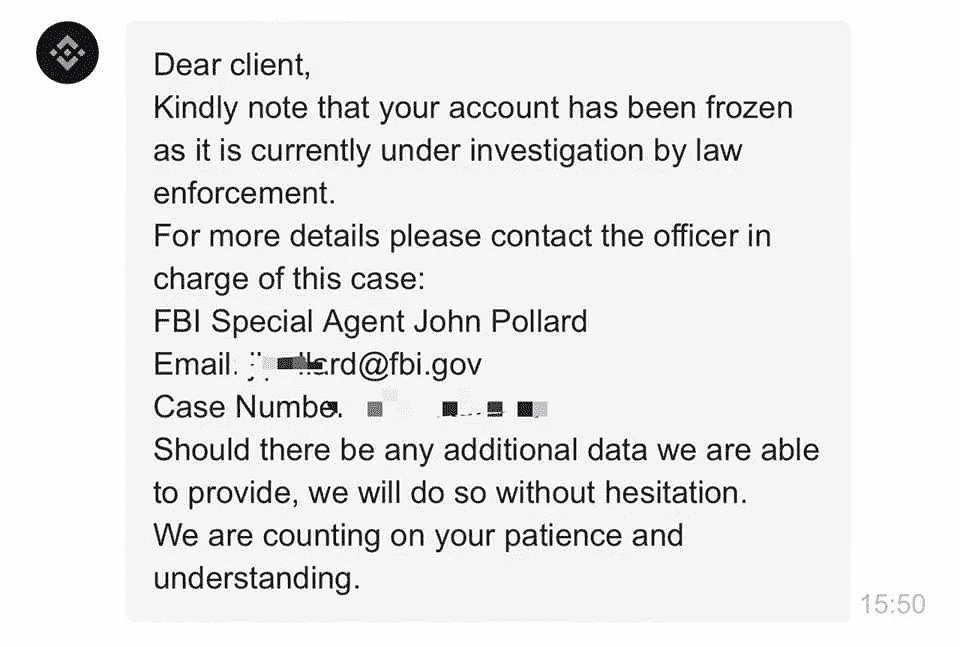 Dear client,
Kindly note that your account has been frozen
as it is currently under investigation by law
enforcement.
For more details please contact the officer in
charge of this case:
FBI Special Agent John Pollard
Email. @fbi.gov
Case Number
Should there be any additional data we are able
to provide, we will do so without hesitation.
We are counting on your patience and
understanding.
15:50